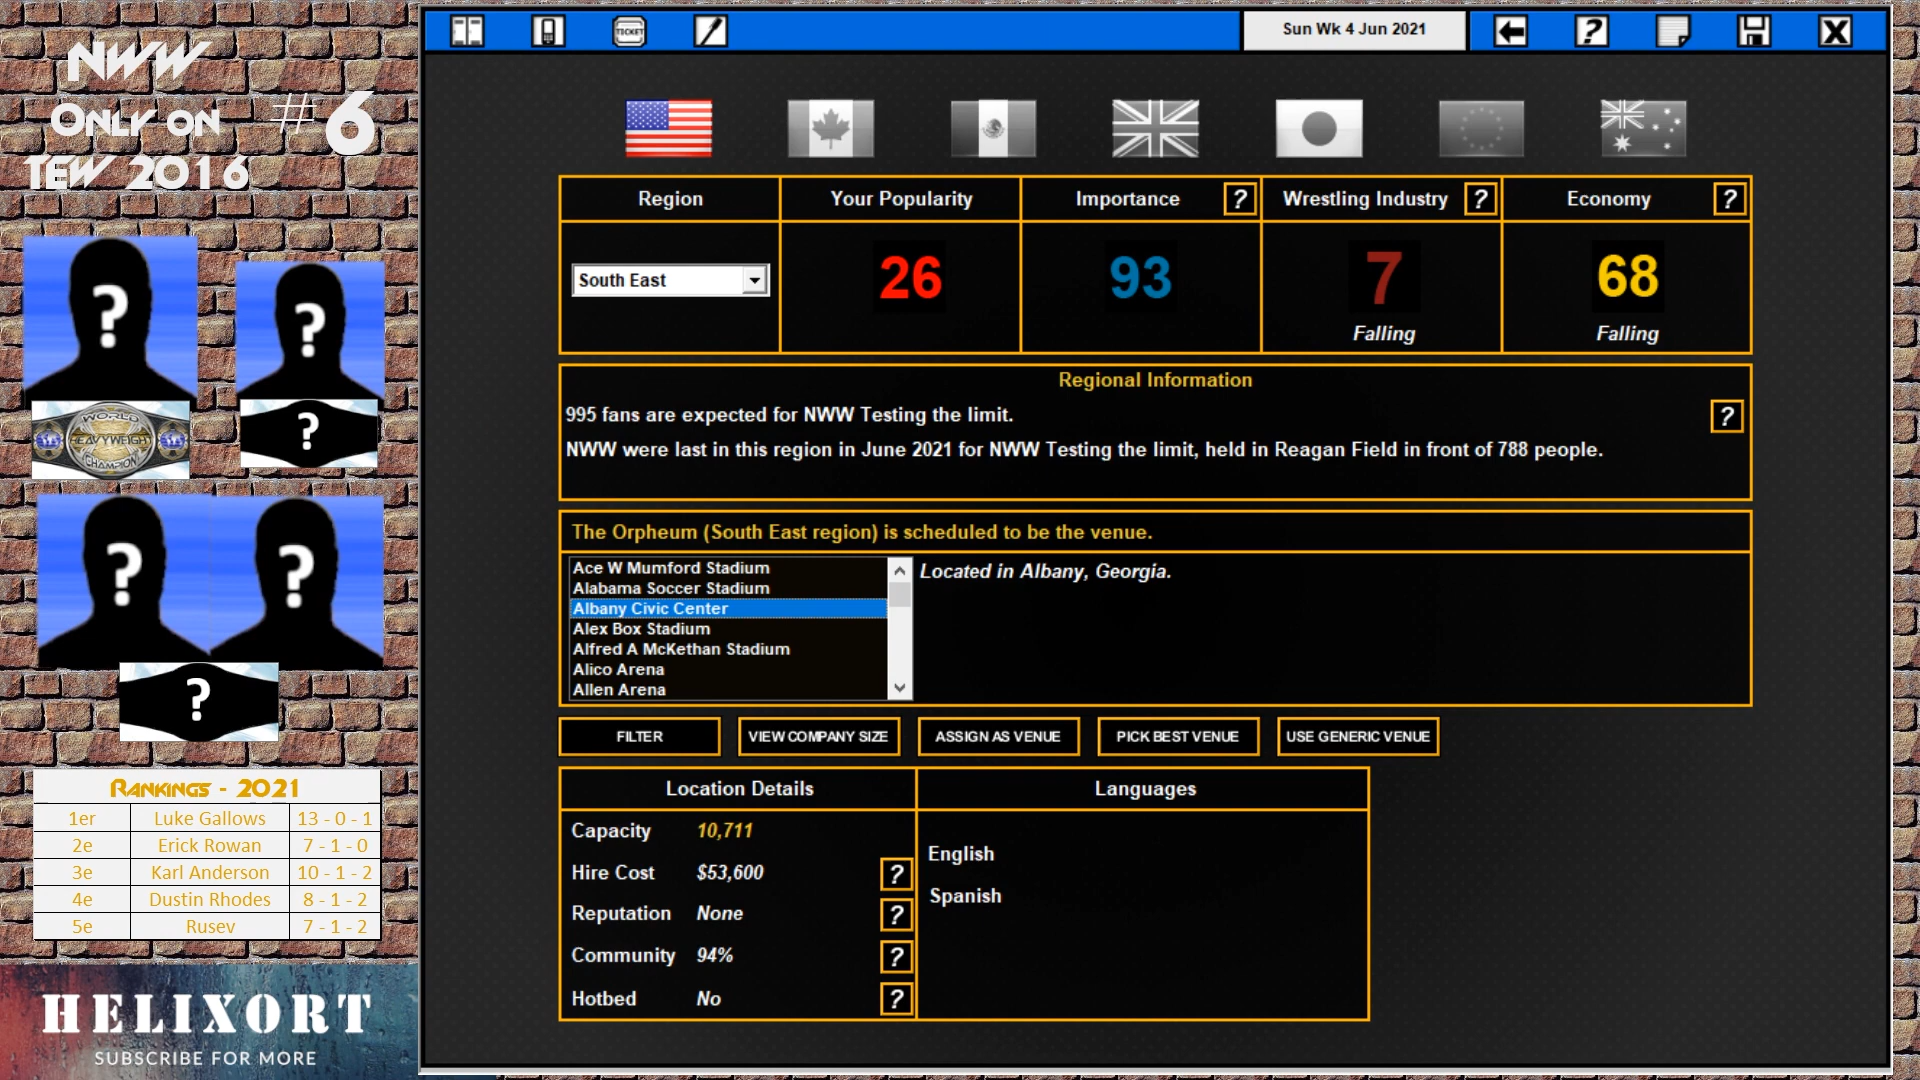 NWW
Only on
TEW 2016
#6
?
?
WORLD
HEAVYWEIGHT
CHAMPION
?
?
?
?
Rankings - 2021
1er Luke Gallows 13 - 0 - 1
2e Erick Rowan 7 - 1 - 0
3e Karl Anderson 10 - 1 - 2
4e Dustin Rhodes 8 - 1 - 2
5e Rusev 7 - 1 - 2
HELIXORT
SUBSCRIBE FOR MORE
TICKET
Sun Wk 4 Jun 2021
?
X
Region
Your Popularity
Importance ?
Wrestling Industry ?
Economy ?
South East
26
93
7
Falling
68
Falling
Regional Information
995 fans are expected for NWW Testing the limit.
?
NWW were last in this region in June 2021 for NWW Testing the limit, held in Reagan Field in front of 788 people.
The Orpheum (South East region) is scheduled to be the venue.
Ace W Mumford Stadium
Alabama Soccer Stadium
Albany Civic Center
Alex Box Stadium
Alfred A McKethan Stadium
Alico Arena
Allen Arena
Located in Albany, Georgia.
FILTER
VIEW COMPANY SIZE
ASSIGN AS VENUE
PICK BEST VENUE
USE GENERIC VENUE
Location Details
Capacity 10,711
Hire Cost $53,600 ?
Reputation None ?
Community 94% ?
Hotbed No ?
Languages
English
Spanish